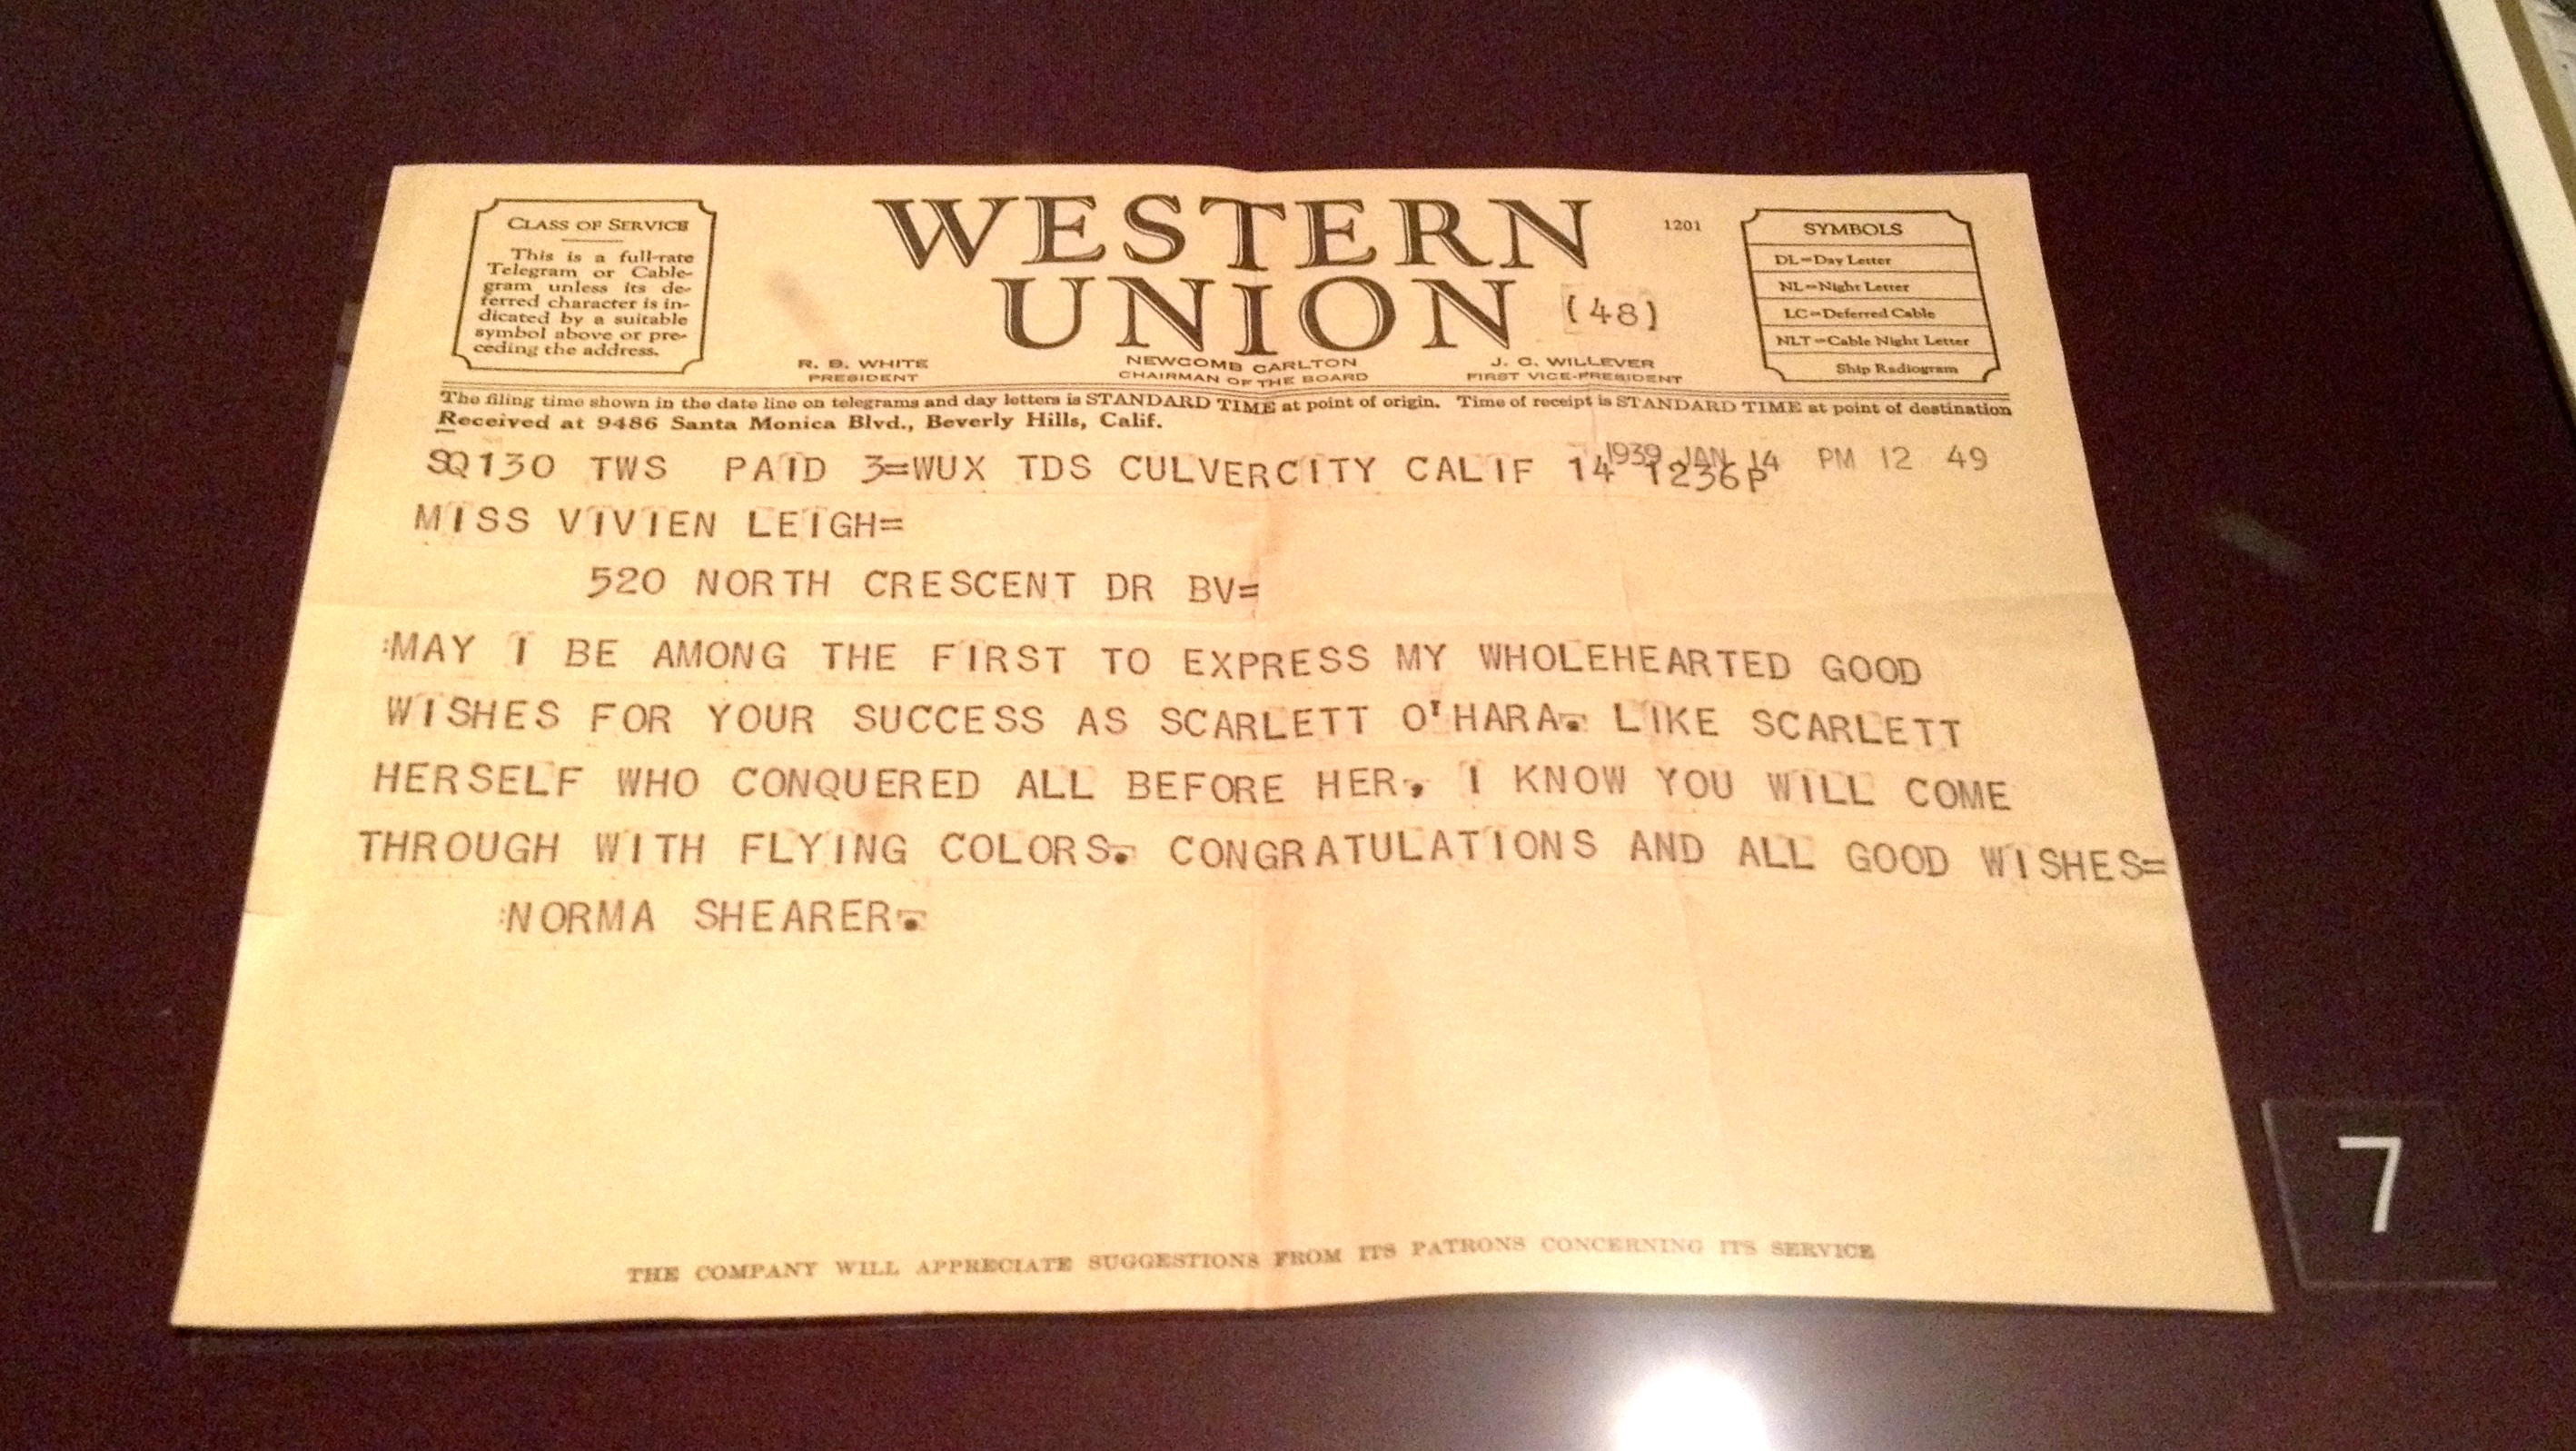 CLASS OF SERVICE
This is a full-rate
Telegram or Cable-
gram unless its de-
ferred character is in-
dicated by a suitable
symbol above or pre-
ceding the address.
WESTERN
UNION
1201
(48)
R. B. WHITE
PRESIDENT
NEWCOMB CARLTON
CHAIRMAN OF THE BOARD
J. C. WILLEVER
FIRST VICE-PRESIDENT
SYMBOLS
DL=Day Letter
NL=Night Letter
LC=Deferred Cable
NLT=Cable Night Letter
Ship Radiogram
The filing time shown in the date line on telegrams and day letters is STANDARD TIME at point of origin. Time of receipt is STANDARD TIME at point of destination
Received at 9486 Santa Monica Blvd., Beverly Hills, Calif.
1939 JAN 14 PM 12 49
SQ130 TWS PAID 3=WUX TDS CULVERCITY CALIF 14 1236P
MISS VIVIEN LEIGH=
520 NORTH CRESCENT DR BV=
:MAY I BE AMONG THE FIRST TO EXPRESS MY WHOLEHEARTED GOOD
WISHES FOR YOUR SUCCESS AS SCARLETT O'HARA. LIKE SCARLETT
HERSELF WHO CONQUERED ALL BEFORE HER, I KNOW YOU WILL COME
THROUGH WITH FLYING COLORS. CONGRATULATIONS AND ALL GOOD WISHES=
:NORMA SHEARER.
THE COMPANY WILL APPRECIATE SUGGESTIONS FROM ITS PATRONS CONCERNING ITS SERVICE
7